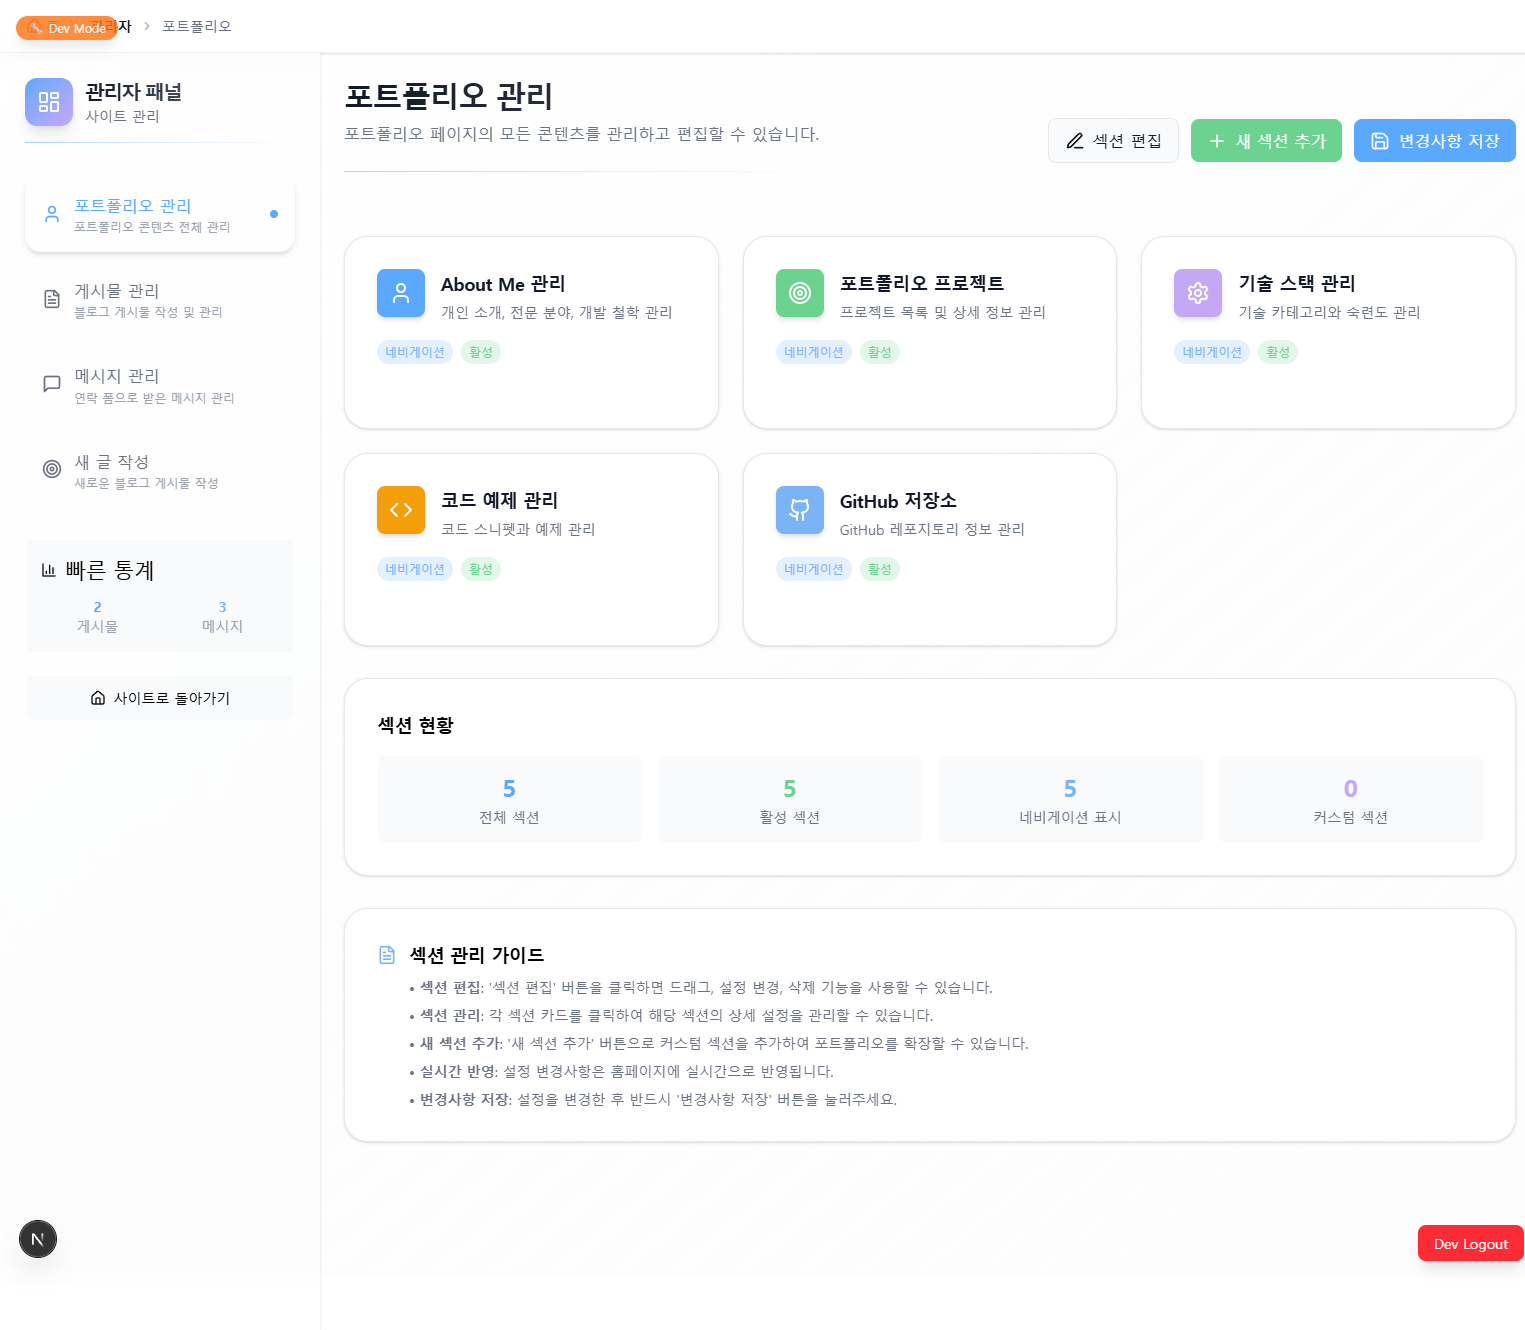 Dev Mode
포트폴리오
관리자 패널
사이트 관리
포트폴리오 관리
포트폴리오 콘텐츠 전체 관리
게시물 관리
블로그 게시물 작성 및 관리
메시지 관리
연락 폼으로 받은 메시지 관리
새 글 작성
새로운 블로그 게시물 작성
빠른 통계
2
게시물
3
메시지
사이트로 돌아가기
포트폴리오 관리
포트폴리오 페이지의 모든 콘텐츠를 관리하고 편집할 수 있습니다.
섹션 편집
새 섹션 추가
변경사항 저장
About Me 관리
개인 소개, 전문 분야, 개발 철학 관리
네비게이션 활성
포트폴리오 프로젝트
프로젝트 목록 및 상세 정보 관리
네비게이션 활성
기술 스택 관리
기술 카테고리와 숙련도 관리
네비게이션 활성
코드 예제 관리
코드 스니펫과 예제 관리
네비게이션 활성
GitHub 저장소
GitHub 레포지토리 정보 관리
네비게이션 활성
섹션 현황
5
전체 섹션
5
활성 섹션
5
네비게이션 표시
0
커스텀 섹션
섹션 관리 가이드
• 섹션 편집: '섹션 편집' 버튼을 클릭하면 드래그, 설정 변경, 삭제 기능을 사용할 수 있습니다.
• 섹션 관리: 각 섹션 카드를 클릭하여 해당 섹션의 상세 설정을 관리할 수 있습니다.
• 새 섹션 추가: '새 섹션 추가' 버튼으로 커스텀 섹션을 추가하여 포트폴리오를 확장할 수 있습니다.
• 실시간 반영: 설정 변경사항은 홈페이지에 실시간으로 반영됩니다.
• 변경사항 저장: 설정을 변경한 후 반드시 '변경사항 저장' 버튼을 눌러주세요.
N
Dev Logout